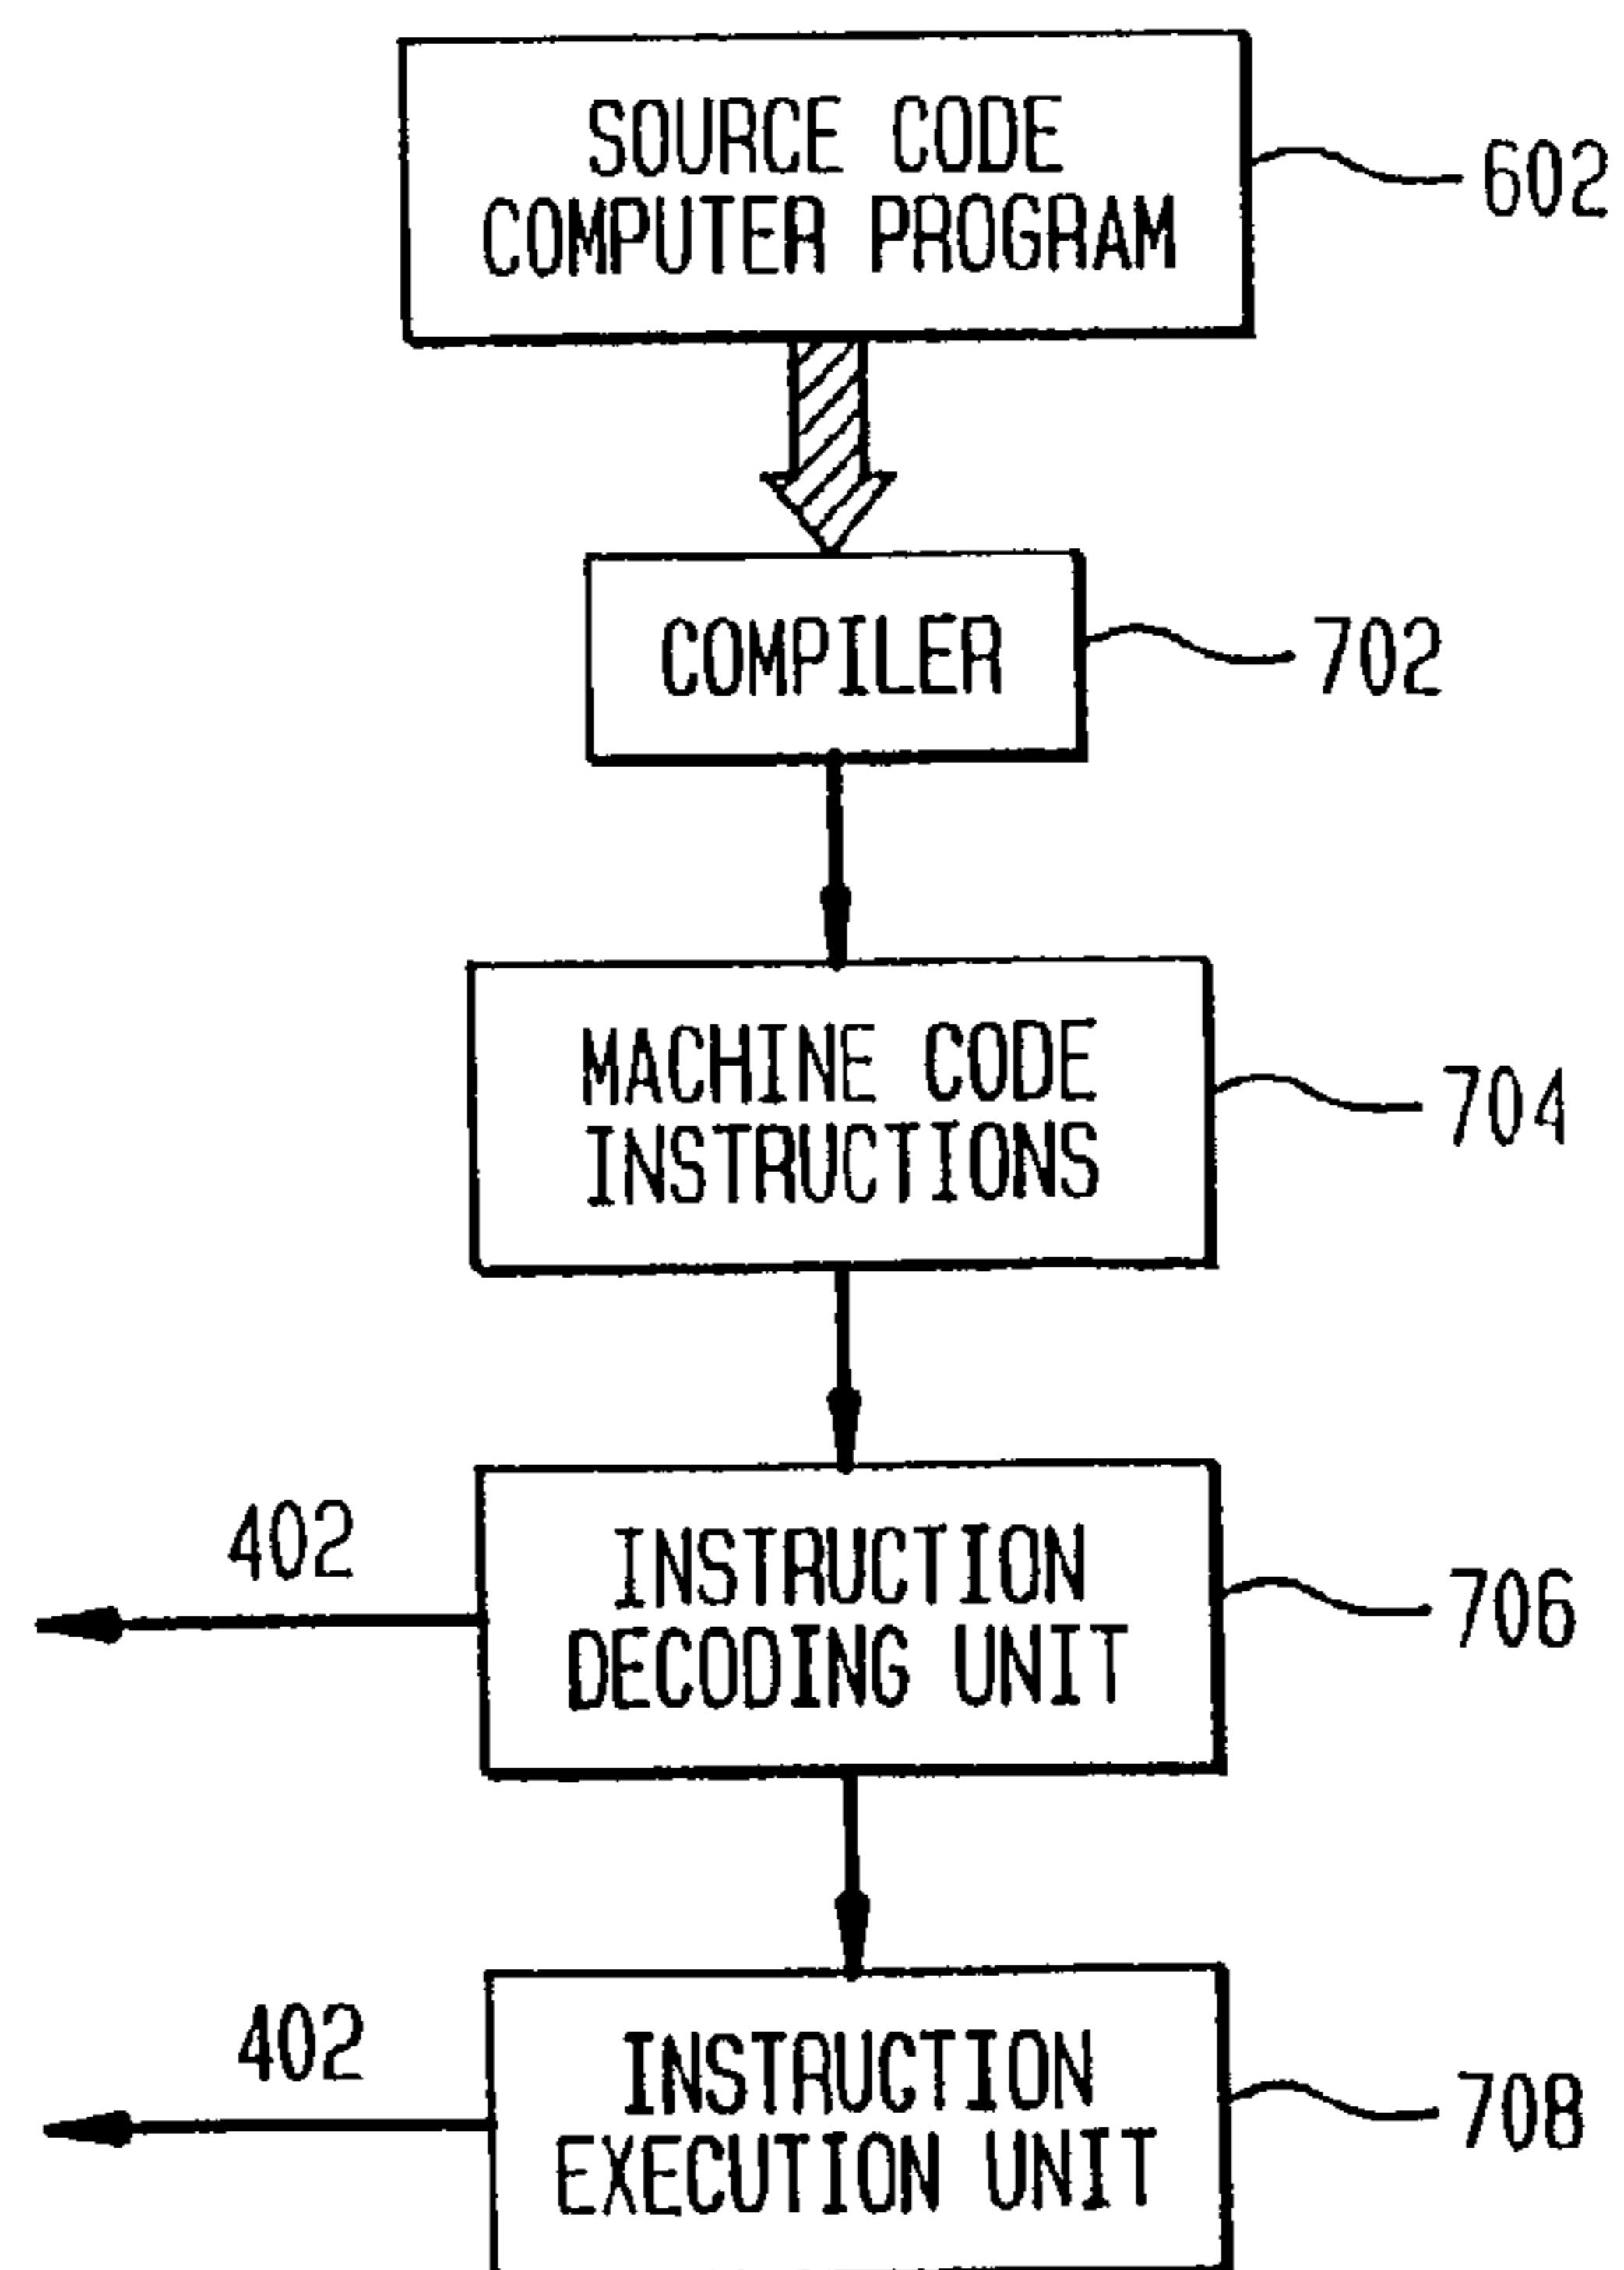 SOURCE CODE
COMPUTER PROGRAM
602
COMPILER
702
MACHINE CODE
INSTRUCTIONS
704
402
INSTRUCTION
DECODING UNIT
706
402
INSTRUCTION
EXECUTION UNIT
708